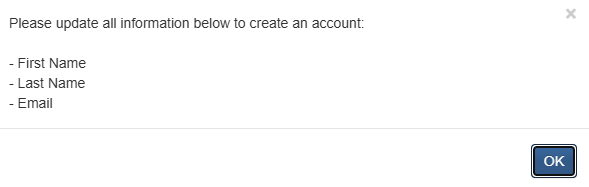 Please update all information below to create an account:
- First Name
- Last Name
- Email
OK